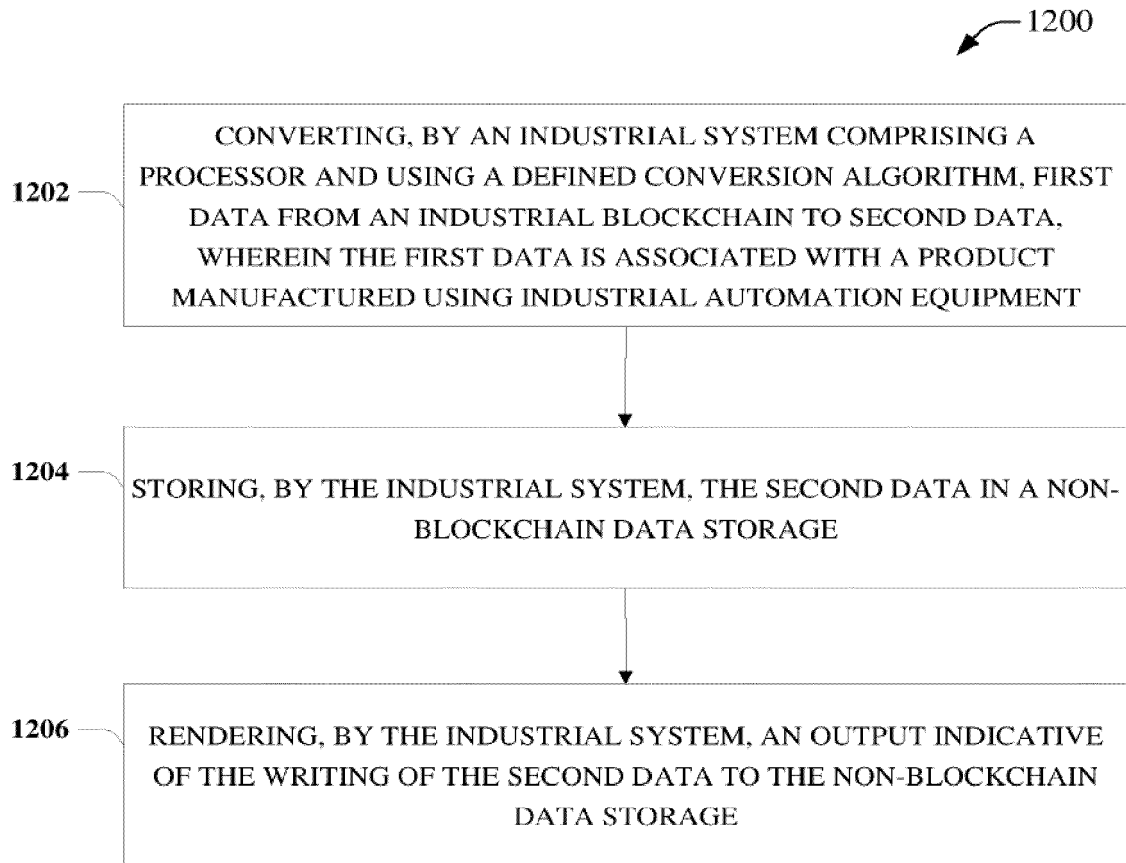 1200
CONVERTING, BY AN INDUSTRIAL SYSTEM COMPRISING A
PROCESSOR AND USING A DEFINED CONVERSION ALGORITHM, FIRST
1202
DATA FROM AN INDUSTRIAL BLOCKCHAIN TO SECOND DATA,
WHEREIN THE FIRST DATA IS ASSOCIATED WITH A PRODUCT
MANUFACTURED USING INDUSTRIAL AUTOMATION EQUIPMENT
1204
STORING, BY THE INDUSTRIAL SYSTEM, THE SECOND DATA IN A NON-
BLOCKCHAIN DATA STORAGE
1206
RENDERING, BY THE INDUSTRIAL SYSTEM, AN OUTPUT INDICATIVE
OF THE WRITING OF THE SECOND DATA TO THE NON-BLOCKCHAIN
DATA STORAGE